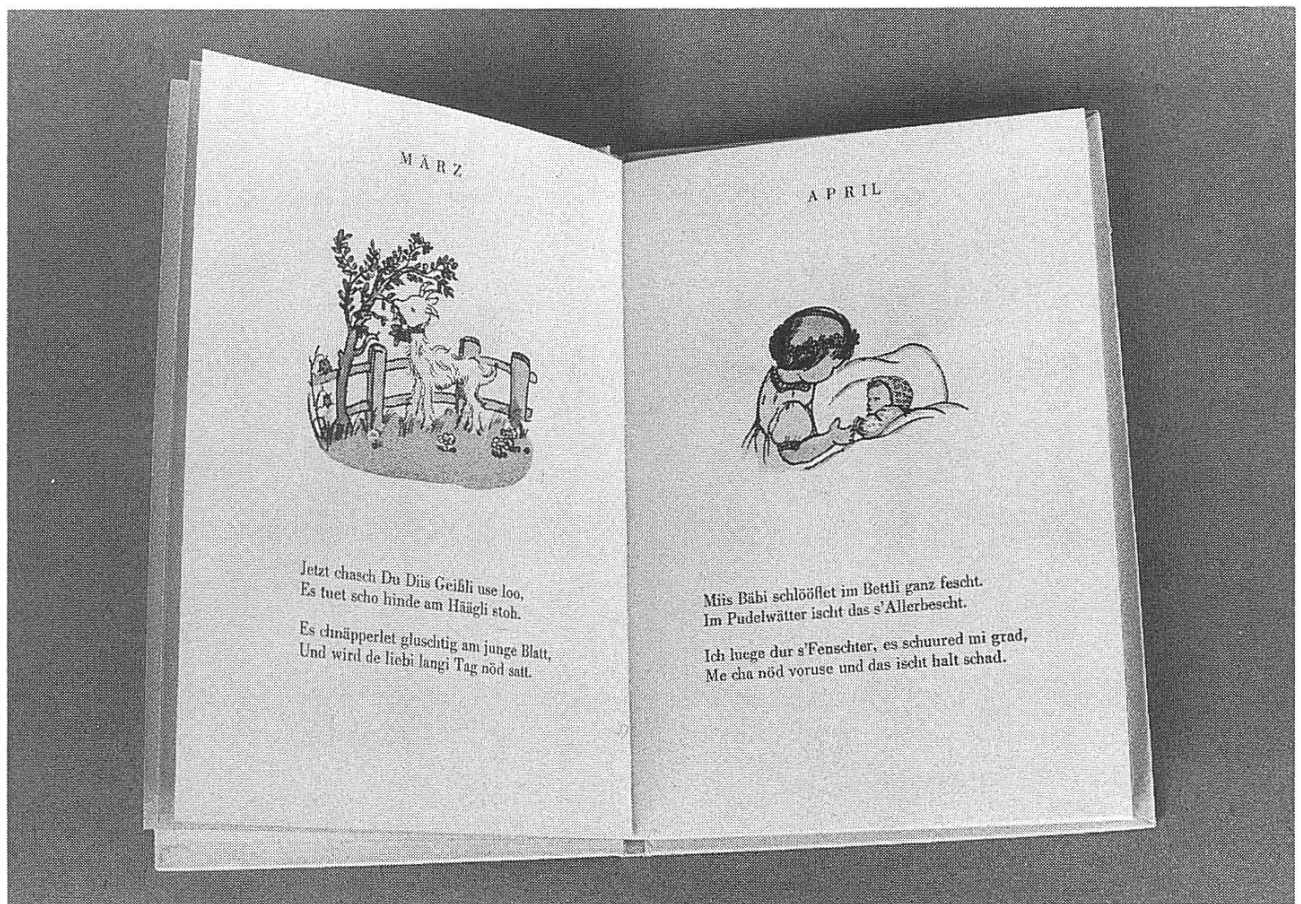 MÄRZ
Jetzt chasch Du Diis Geißli use loo,
Es tuet scho hinde am Häägli stoh.
Es chnäpperlet gluschtig am junge Blatt,
Und wird de liebi langi Tag nöd satt.
APRIL
Miis Bäbi schlööflet im Bettli ganz fescht.
Im Pudelwätter ischt das s'Allerbescht.
Ich luege dur s'Fenschter, es schuured mi grad,
Me cha nöd voruse und das ischt halt schad.